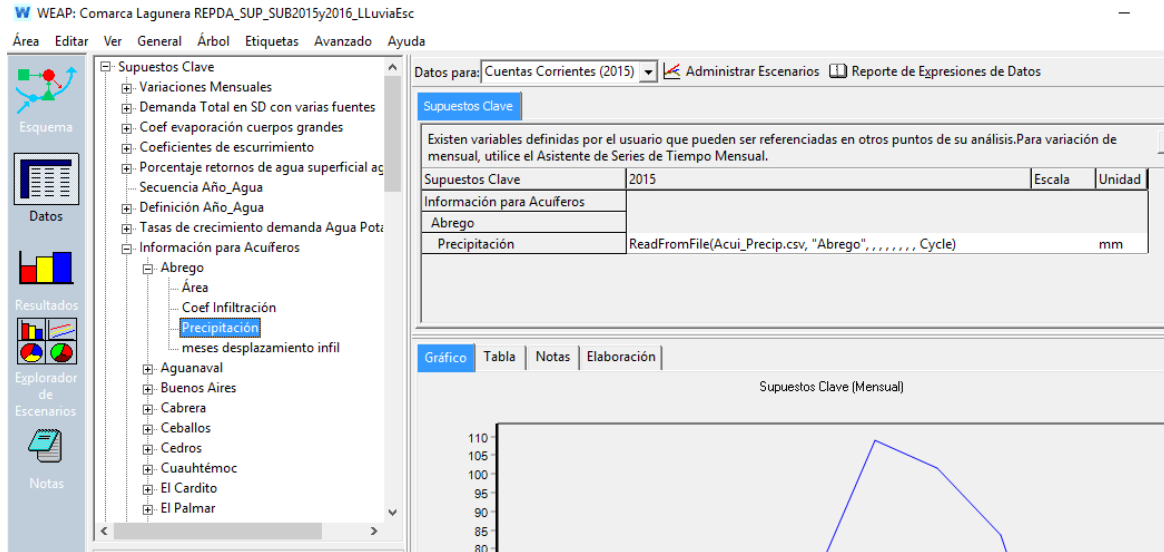 WEAP: Comarca Lagunera REPDA_SUP_SUB2015y2016_LLuviaEsc
Área Editar Ver General Árbol Etiquetas Avanzado Ayuda
Esquema
Datos
Resultados
Explorador
de
Escenarios
Notas
Supuestos Clave
Variaciones Mensuales
Demanda Total en SD con varias fuentes
Coef evaporación cuerpos grandes
Coeficientes de escurrimiento
Porcentaje retornos de agua superficial
Secuencia Año_Agua
Definición Año_Agua
Tasas de crecimiento demanda Agua
Información para Acuíferos
Abrego
Área
Coef Infiltración
Precipitación
meses desplazamiento infil
Aguanaval
Buenos Aires
Cabrera
Ceballos
Cedros
Cuauhtémoc
El Cardito
El Palmar
Datos para: Cuentas Corrientes (2015) Administrar Escenarios Reporte de Expresiones de Datos
Supuestos Clave
Existen variables definidas por el usuario que pueden ser referenciadas en otros puntos de su análisis.Para variación de
mensual, utilice el Asistente de Series de Tiempo Mensual.
Supuestos Clave 2015 Escala Unidad
Información para Acuíferos
Abrego
Precipitación ReadFromFile(Acui_Precip.csv, "Abrego", , , , , , , , Cycle) mm
Gráfico Tabla Notas Elaboración
Supuestos Clave (Mensual)
110
105
100
95
90
85
80